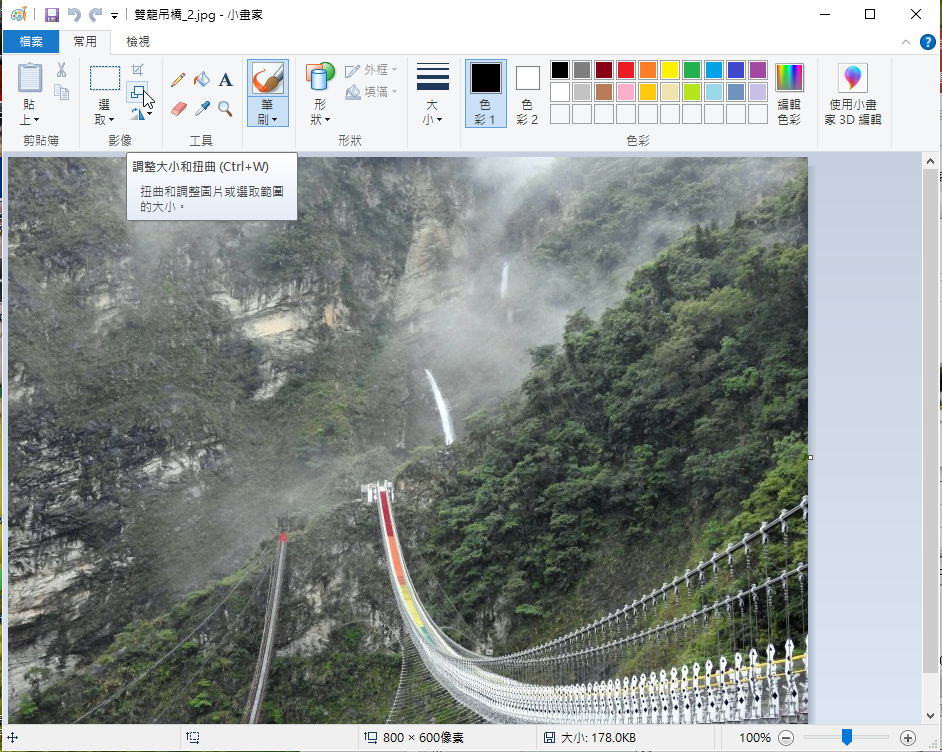 雙龍吊橋_2.jpg - 小畫家
檔案
常用
檢視
貼
上
剪貼簿
選
取
影像
A
工具
筆
刷
形
狀
外框
填滿
形狀
大
小
色
彩 1
色
彩 2
編輯
色彩
色彩
使用小畫
家 3D 編輯
調整大小和扭曲 (Ctrl+W)
扭曲和調整圖片或選取範圍
的大小。
800 × 600像素
大小: 178.0KB
100%